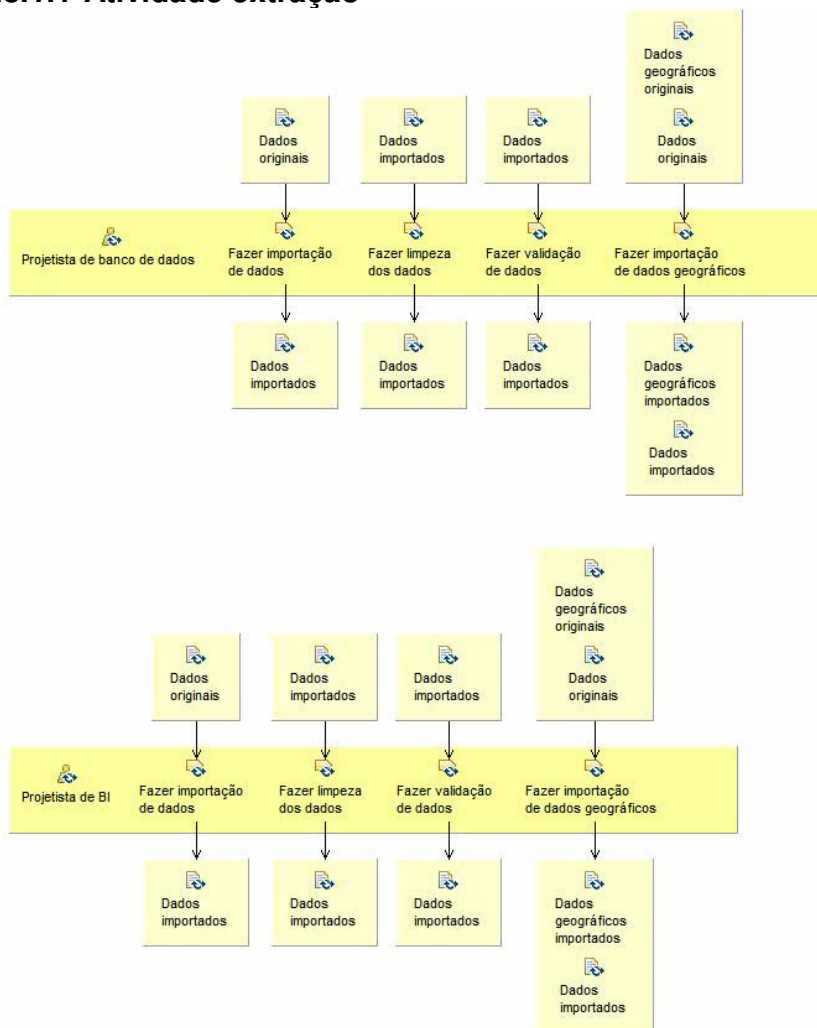 Atividade extração
Dados
geográficos
originais
Dados
originais
Dados
importados
Dados
importados
Dados
originais
Projetista de banco de dados
Fazer importação
de dados
Fazer limpeza
dos dados
Fazer validação
de dados
Fazer importação
de dados geográficos
Dados
importados
Dados
importados
Dados
importados
Dados
geográficos
importados
Dados
importados
Dados
geográficos
originais
Dados
originais
Dados
importados
Dados
importados
Dados
originais
Projetista de BI
Fazer importação
de dados
Fazer limpeza
dos dados
Fazer validação
de dados
Fazer importação
de dados geográficos
Dados
importados
Dados
importados
Dados
importados
Dados
geográficos
importados
Dados
importados